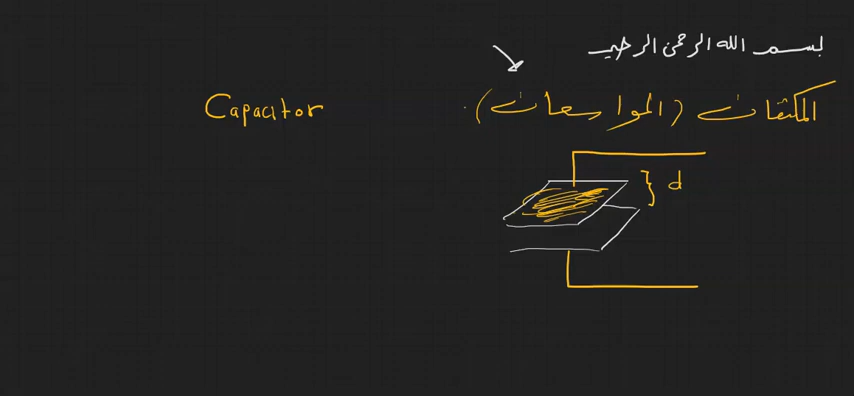 بسم الله الرحمن الرحيم
المكثفات (المواسعات)
Capacitor
d